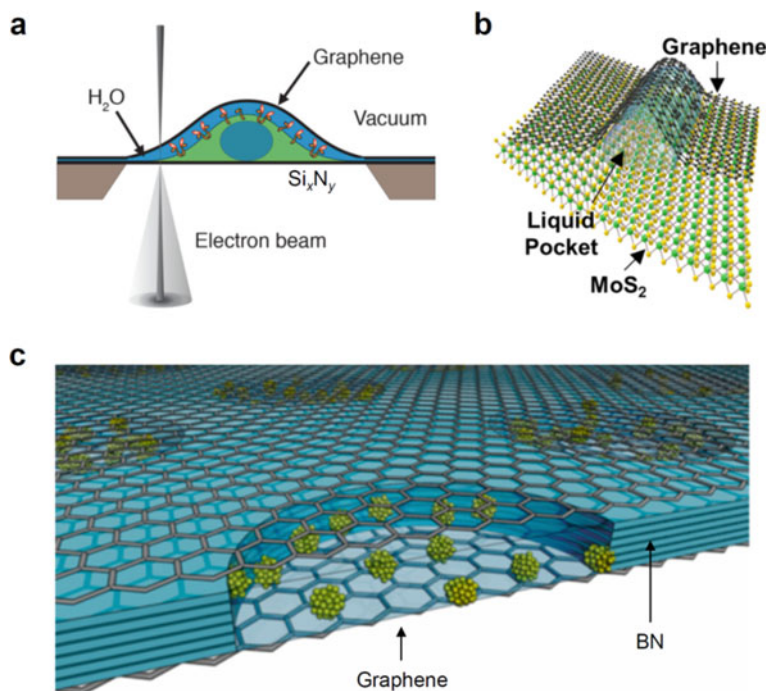 a
Graphene
H2O
Vacuum
SixNy
Electron beam
b
Graphene
Liquid
Pocket
MoS2
c
BN
Graphene